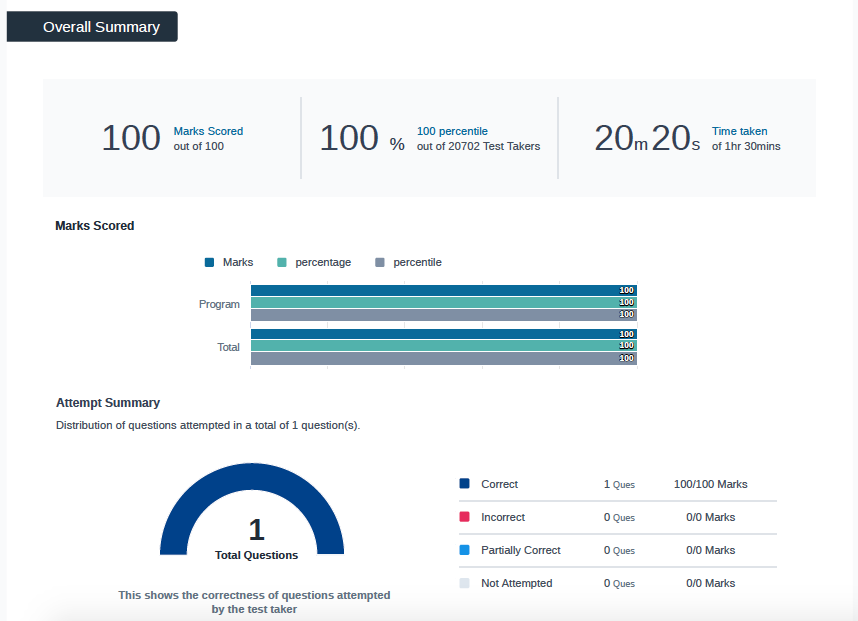 Overall Summary
100 Marks Scored
out of 100
100 % 100 percentile
out of 20702 Test Takers
20m 20s Time taken
of 1hr 30mins
Marks Scored
Marks percentage percentile
Program 100
100
100
Total 100
100
100
Attempt Summary
Distribution of questions attempted in a total of 1 question(s).
1
Total Questions
This shows the correctness of questions attempted
by the test taker
Correct 1 Ques 100/100 Marks
Incorrect 0 Ques 0/0 Marks
Partially Correct 0 Ques 0/0 Marks
Not Attempted 0 Ques 0/0 Marks